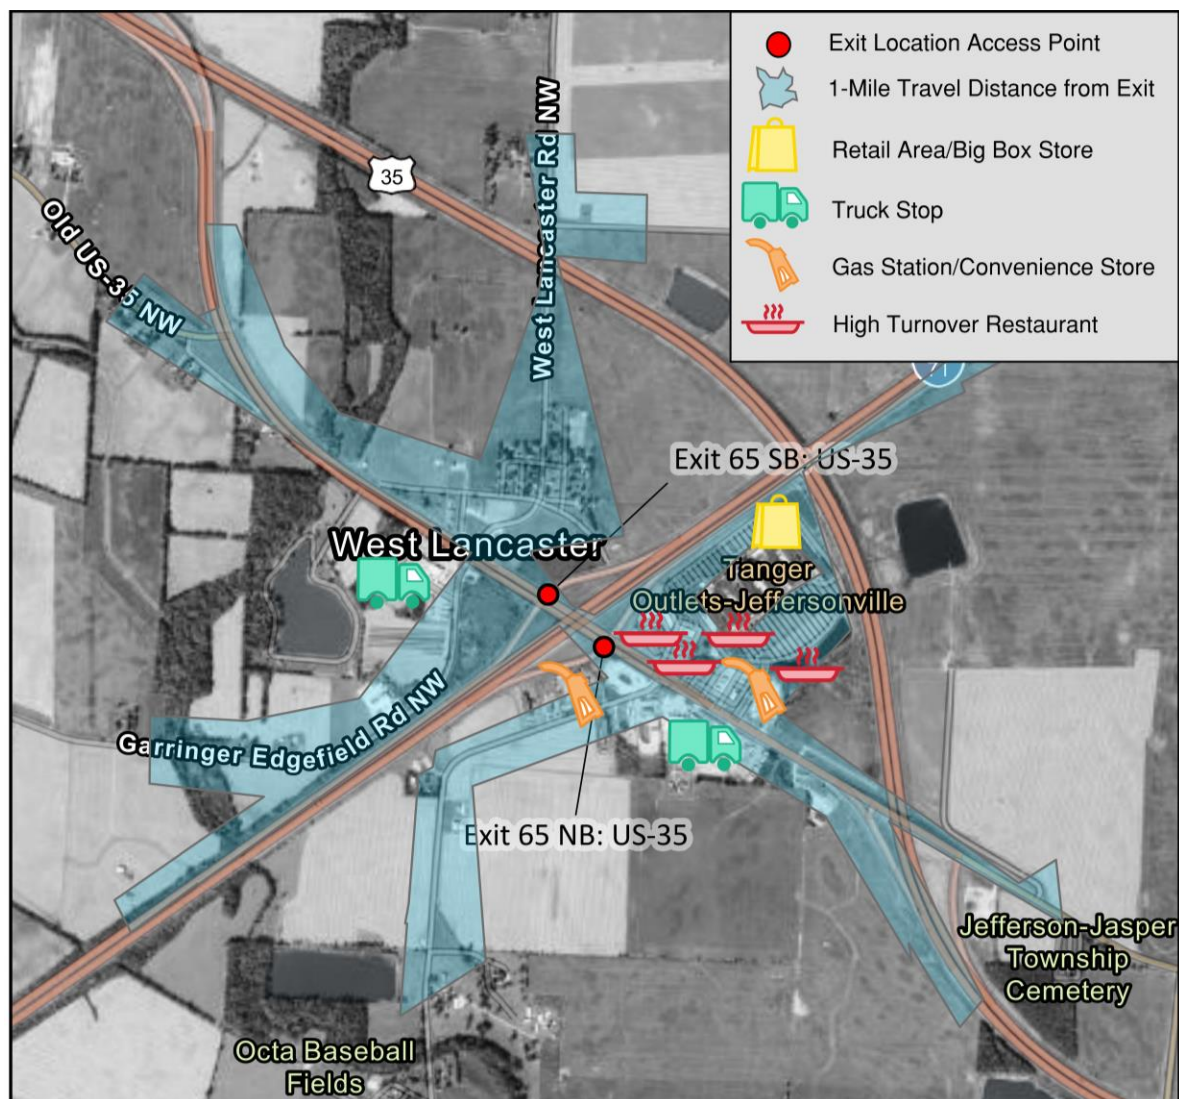 Exit Location Access Point
1-Mile Travel Distance from Exit
Retail Area/Big Box Store
Truck Stop
Gas Station/Convenience Store
High Turnover Restaurant
35
West Lancaster Rd NW
Old US-35 NW
Exit 65 SB: US-35
West Lancaster
Tanger
Outlets-Jeffersonville
Garringer Edgefield Rd NW
Exit 65 NB: US-35
Jefferson-Jasper
Township
Cemetery
Octa Baseball
Fields